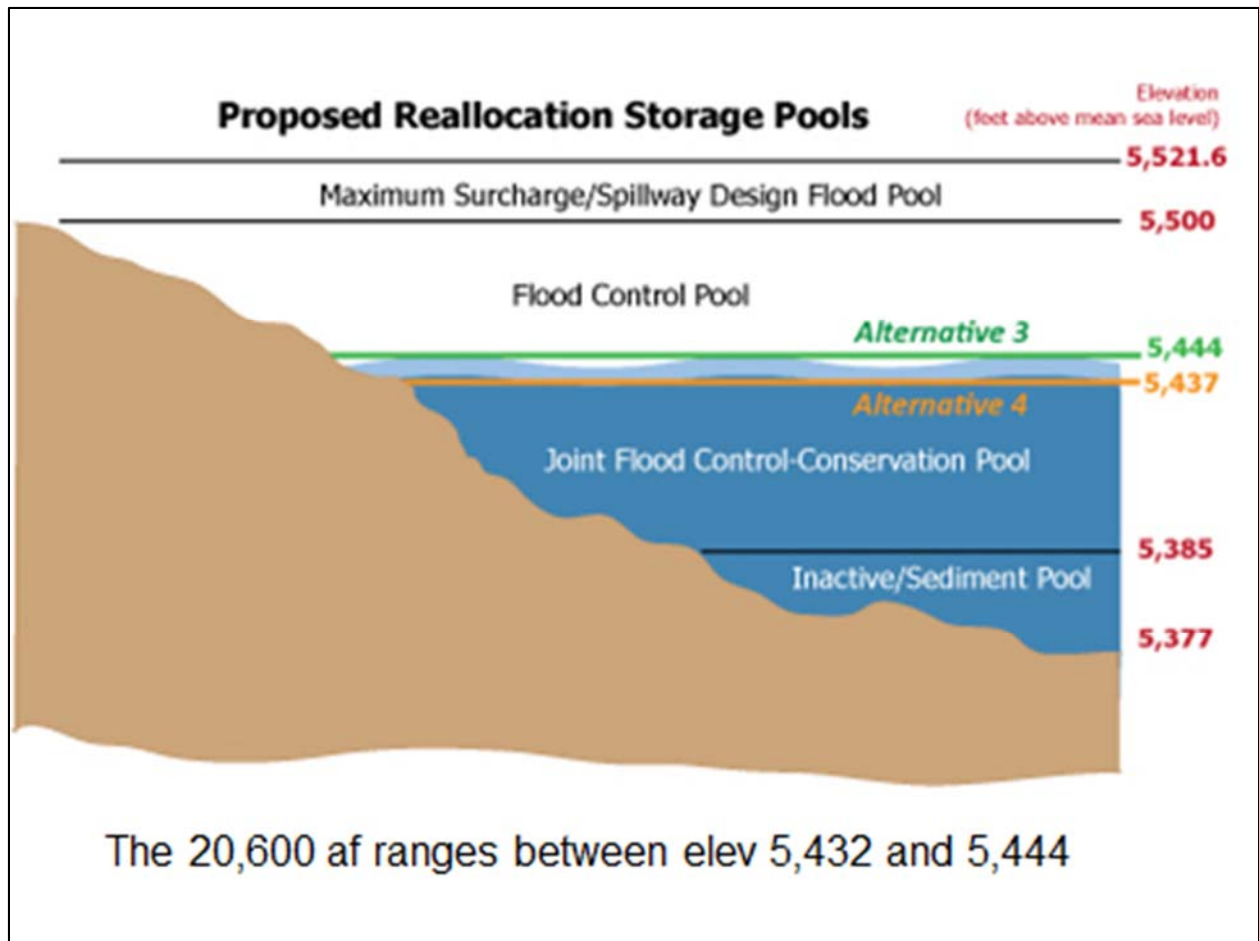 Elevation
Proposed Reallocation Storage Pools
(feet above mean sea level)
5,521.6
Maximum Surcharge/Spillway Design Flood Pool
5,500
Flood Control Pool
Alternative 3
5,444
5,437
Alternative 4
Joint Flood Control-Conservation Pool
5,385
Inactive/Sediment Pool
5,377
The 20,600 af ranges between elev 5,432 and 5,444